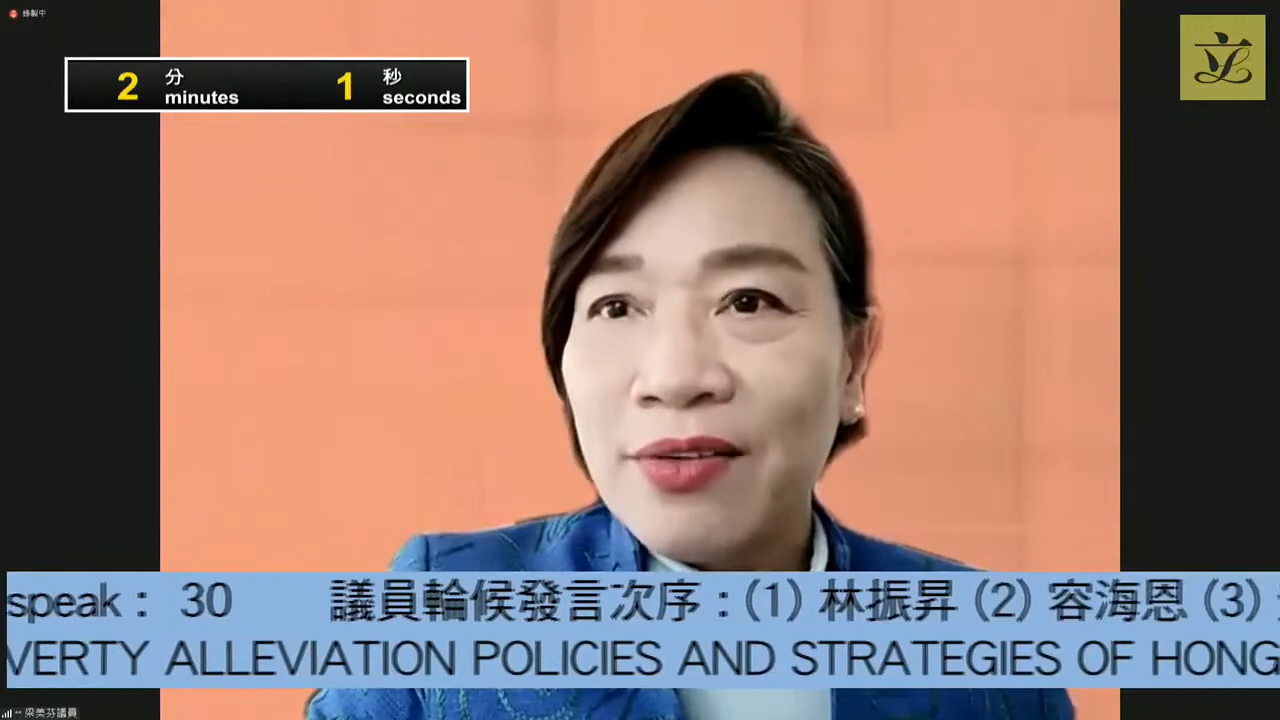 錄製中
2 分 1 秒
minutes seconds
立
speak : 30 議員輪候發言次序 : (1) 林振昇 (2) 容海恩 (3)
VERTY ALLEVIATION POLICIES AND STRATEGIES OF HONG
梁美芬議員